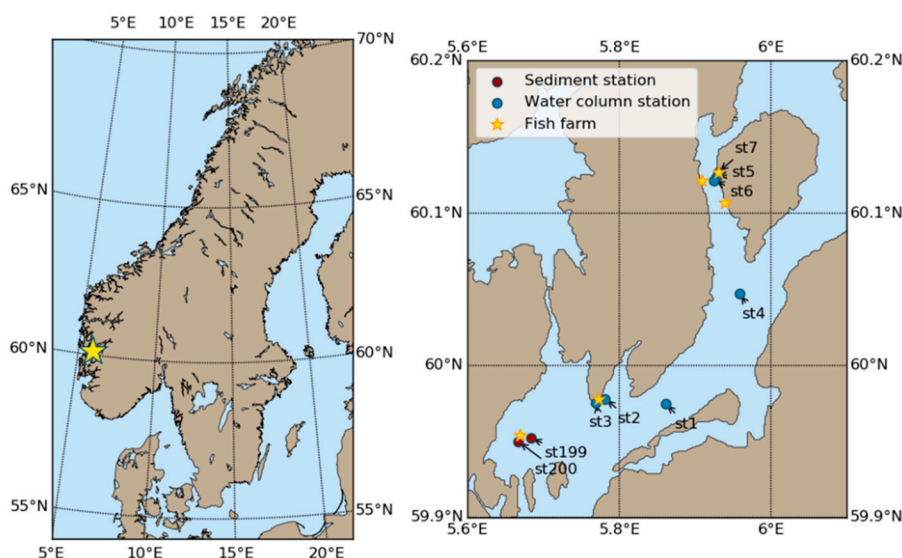 5°E 10°E 15°E 20°E
70°N
65°N
65°N
60°N
60°N
55°N
55°N
5°E 10°E 15°E 20°E
5.6°E 5.8°E 6°E
60.2°N 60.2°N
Sediment station
Water column station
Fish farm
st7
st5
st6
60.1°N 60.1°N
st4
60°N 60°N
st3 st2 st1
st199
st200
59.9°N 59.9°N
5.6°E 5.8°E 6°E